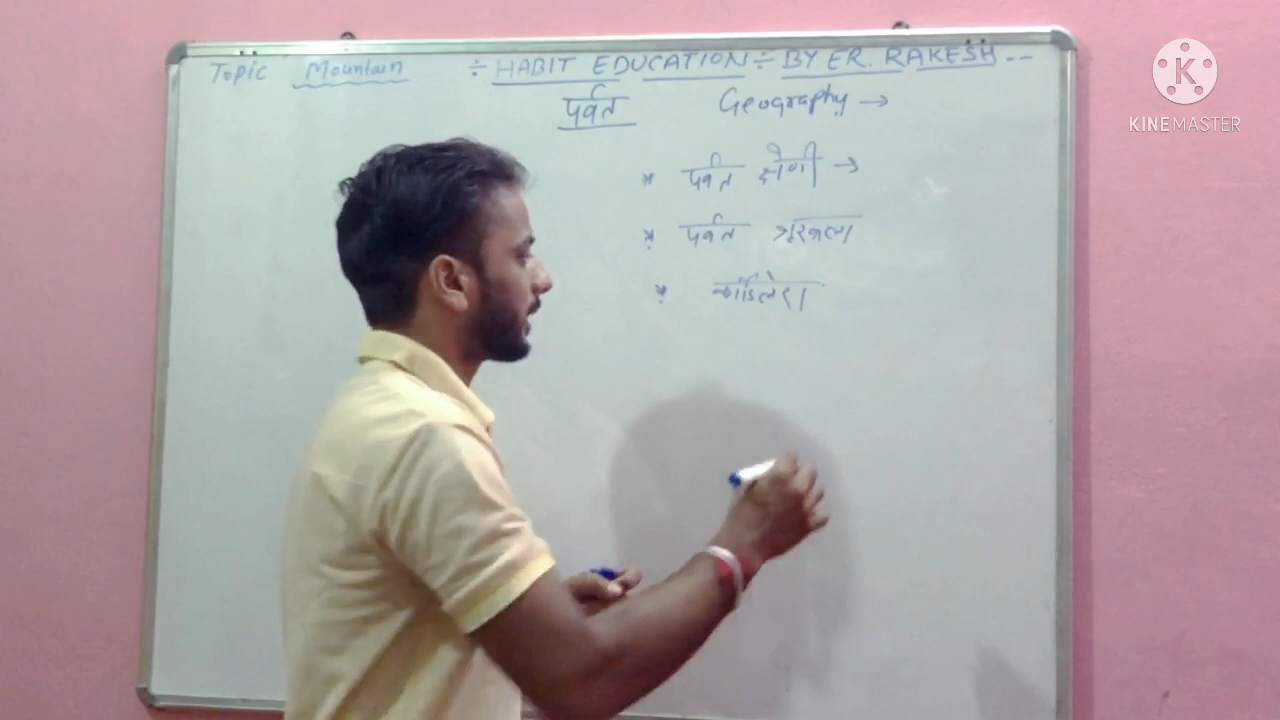 Topic Mountain ÷ HABIT EDUCATION ÷ BY ER. RAKESH --
पर्वत Geography →
* पर्वत श्रेणी →
* पर्वत श्रृंखला
* कॉर्डिलेरा
KINEMASTER